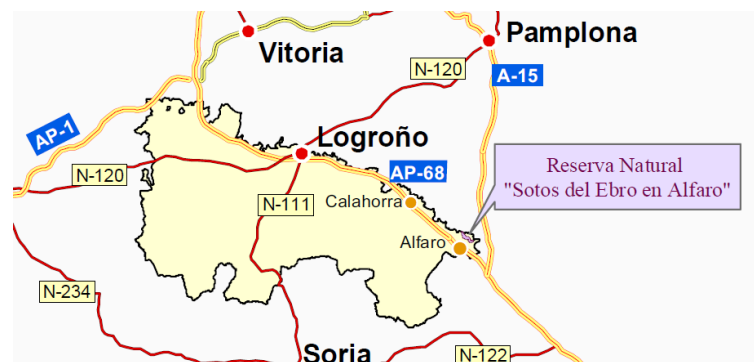 Vitoria
Pamplona
N-120
A-15
AP-1
Logroño
Reserva Natural
"Sotos del Ebro en Alfaro"
N-120
AP-68
N-111
Calahorra
Alfaro
N-234
Soria
N-122